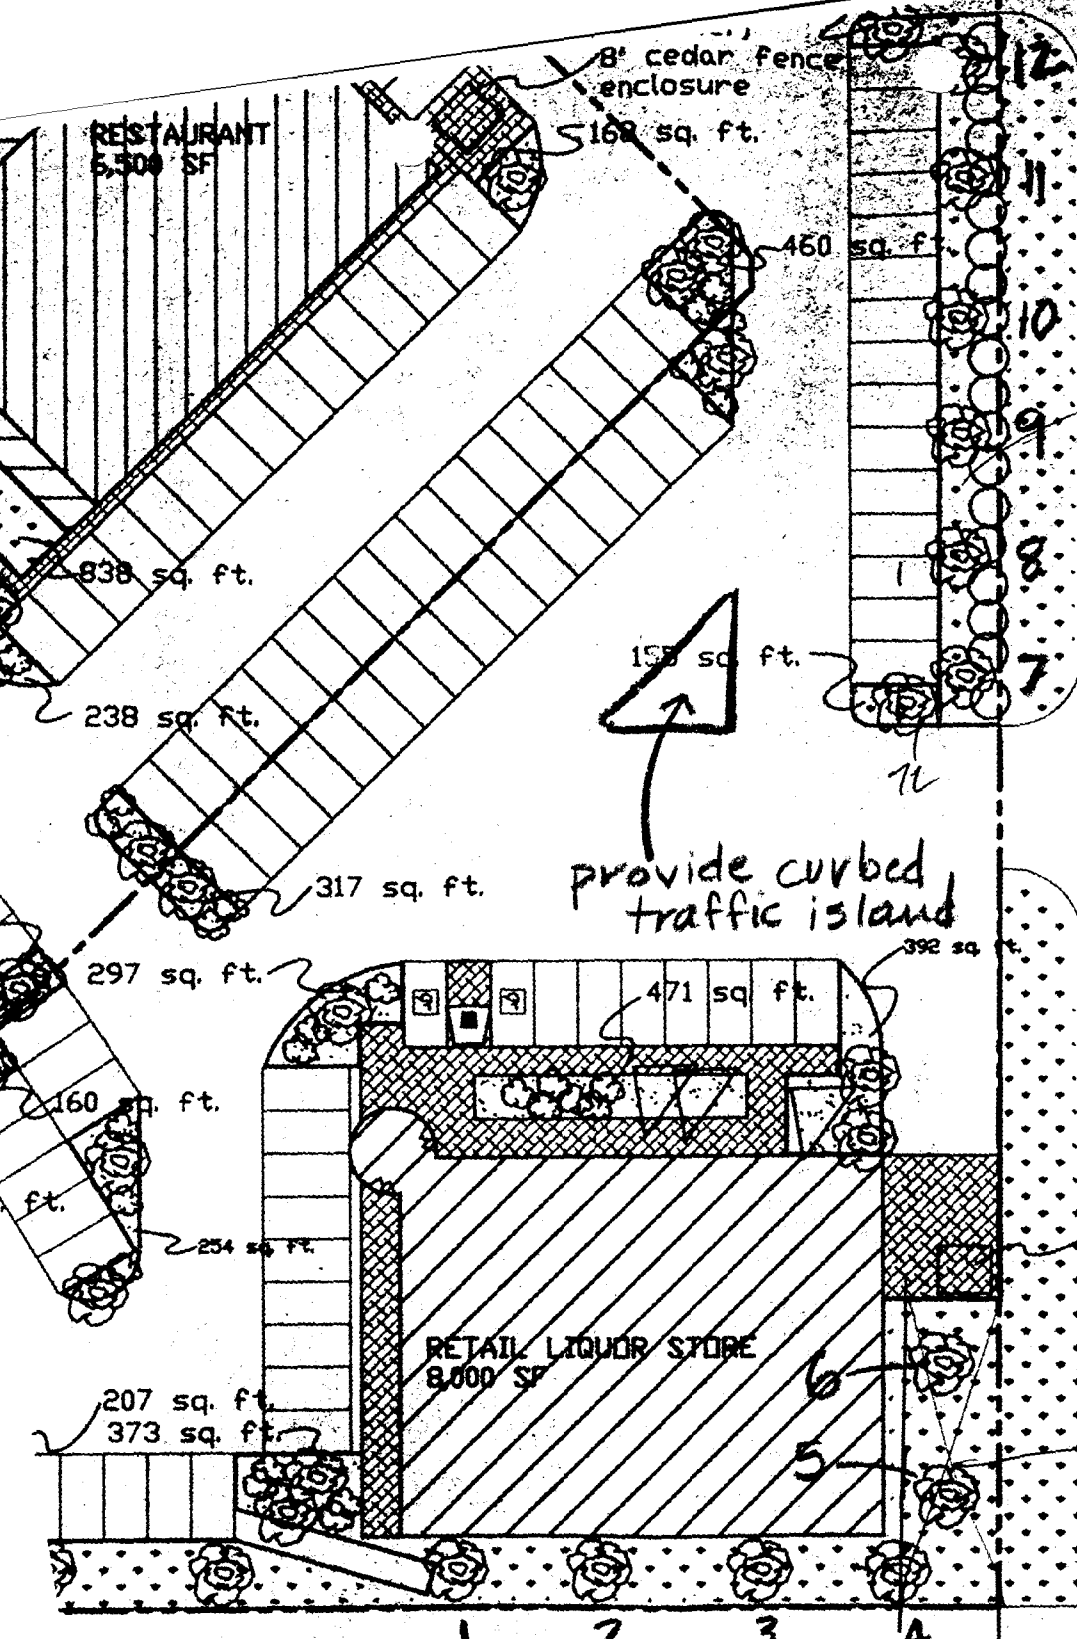 8' cedar fence
enclosure
12
RESTAURANT
6,500 SF
168 sq. ft.
11
460 sq. ft.
10
9
8
838 sq. ft.
155 sq. ft.
7
238 sq. ft.
provide curbed
traffic island
317 sq. ft.
392 sq ft.
297 sq. ft.
471 sq ft.
160 sq. ft.
ft.
254 sq ft.
RETAIL LIQUOR STORE
8,000 SF
6
207 sq. ft.
373 sq. ft.
5
1 2 3 4